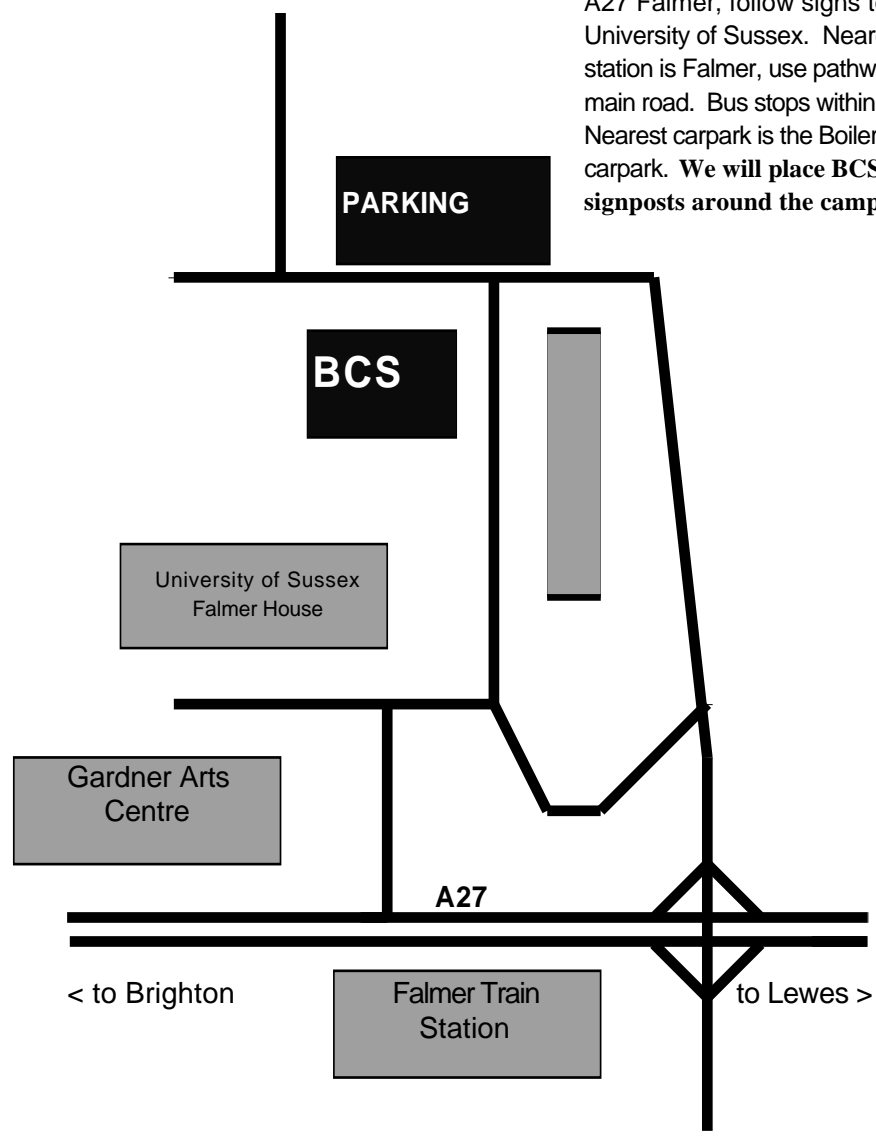 A27 Falmer, follow signs to
University of Sussex. Neare
station is Falmer, use pathw
main road. Bus stops within
Nearest carpark is the Boiler
carpark. We will place BCS
signposts around the camp
PARKING
BCS
University of Sussex
Falmer House
Gardner Arts
Centre
A27
< to Brighton
Falmer Train
Station
to Lewes >